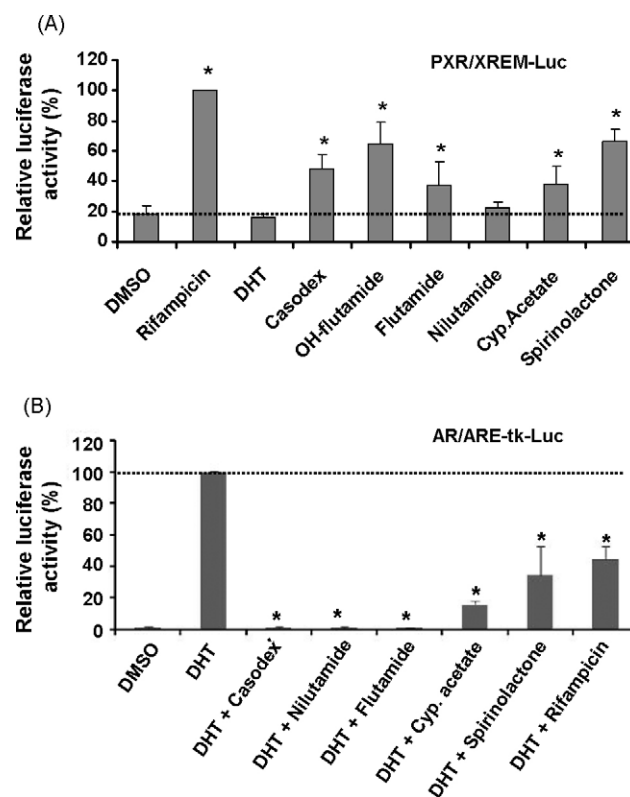 (A)
PXR/XREM-Luc
Relative luciferase
activity (%)
120
100
80
60
40
20
0
* * * * * *
DMSO
Rifampicin
DHT
Casodex
OH-flutamide
Flutamide
Nilutamide
Cyp.Acetate
Spirinolactone
(B)
AR/ARE-tk-Luc
Relative luciferase
activity (%)
120
100
80
60
40
20
0
* * * * * *
DMSO
DHT
DHT + Casodex
DHT + Nilutamide
DHT + Flutamide
DHT + Cyp. acetate
DHT + Spirinolactone
DHT + Rifampicin